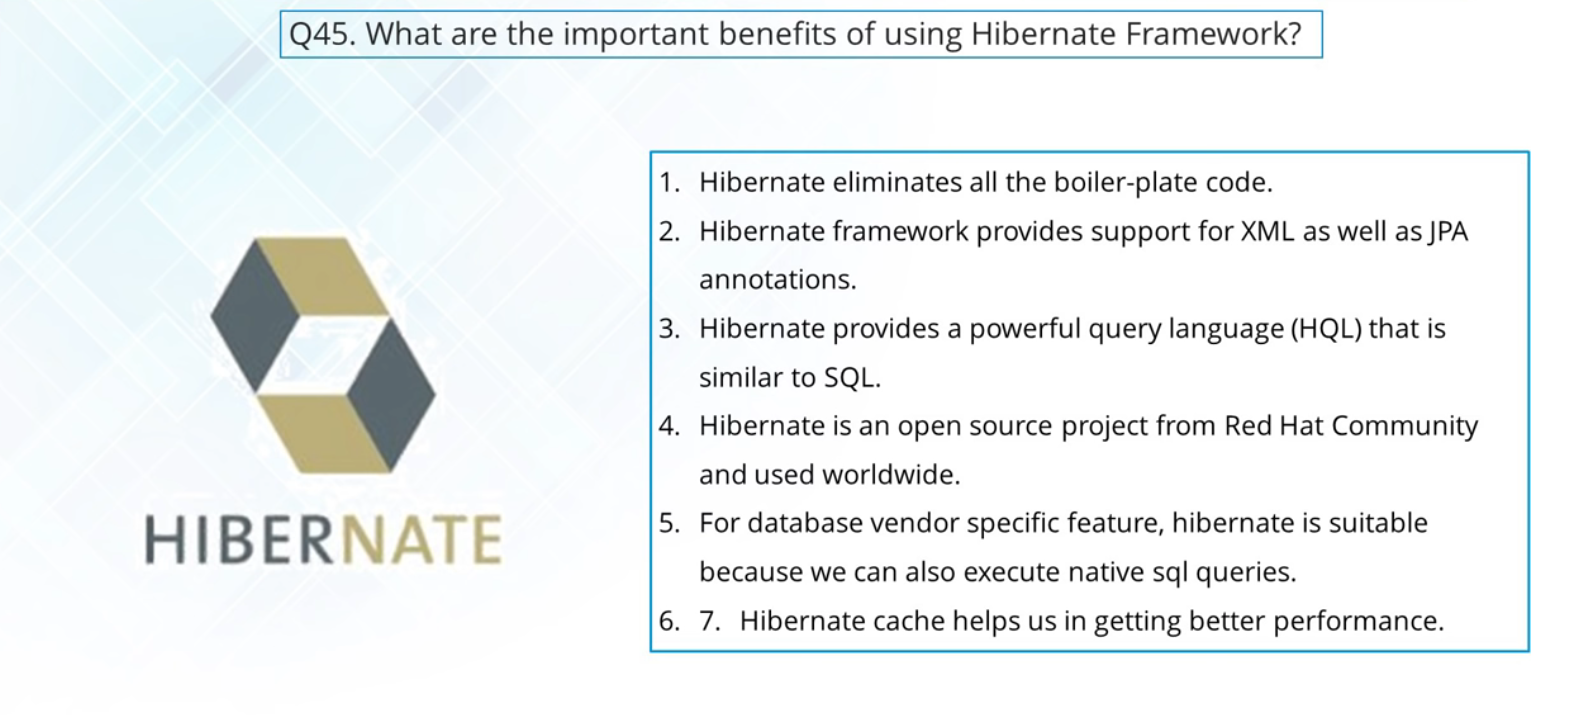 Q45. What are the important benefits of using Hibernate Framework?
1. Hibernate eliminates all the boiler-plate code.
2. Hibernate framework provides support for XML as well as JPA
annotations.
3. Hibernate provides a powerful query language (HQL) that is
similar to SQL.
4. Hibernate is an open source project from Red Hat Community
and used worldwide.
5. For database vendor specific feature, hibernate is suitable
because we can also execute native sql queries.
6. 7. Hibernate cache helps us in getting better performance.
HIBERNATE